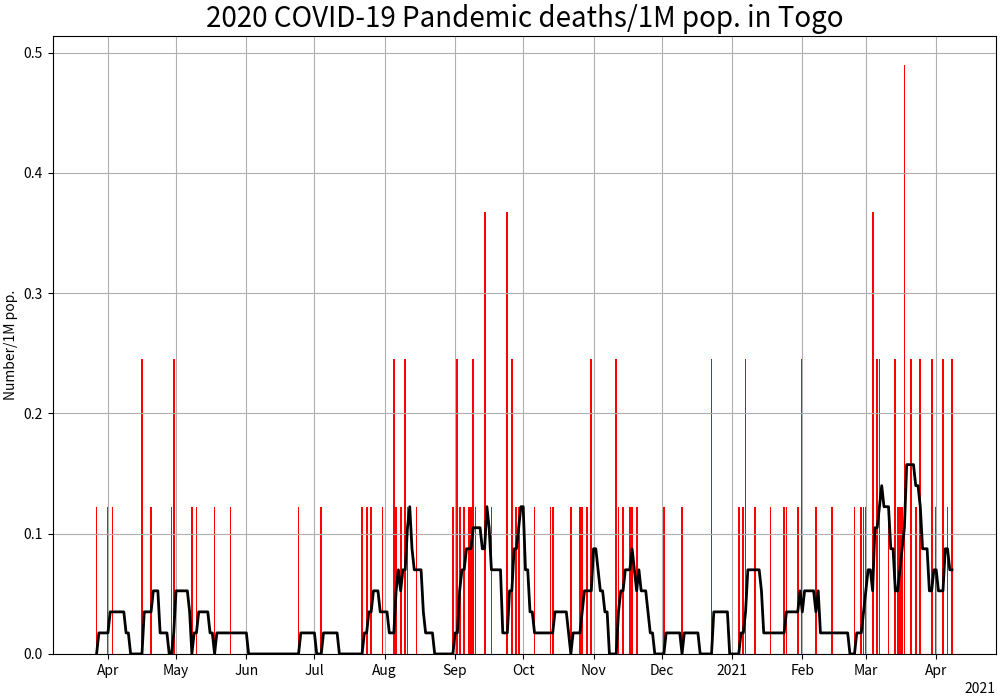 2020 COVID-19 Pandemic deaths/1M pop. in Togo
Number/1M pop.
0.5
0.4
0.3
0.2
0.1
0.0
Apr May Jun Jul Aug Sep Oct Nov Dec 2021 Feb Mar Apr
2021